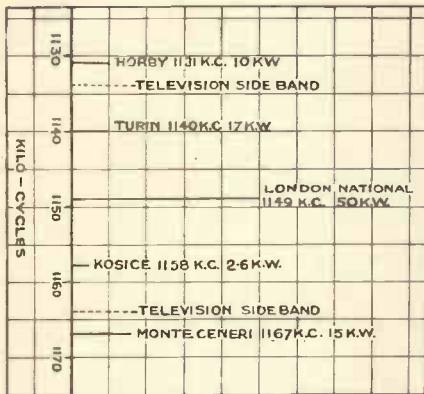 1130
HORBY 1131 K.C. 10 KW
TELEVISION SIDE BAND
1140
TURIN 1140 K.C 17 K.W.
KILO-CYCLES
LONDON NATIONAL
1149 K.C. 50 K.W.
1150
KOSICE 1158 K.C. 2·6 K.W.
1160
TELEVISION SIDE BAND
MONTE CENERI 1167 K.C. 15 K.W.
1170